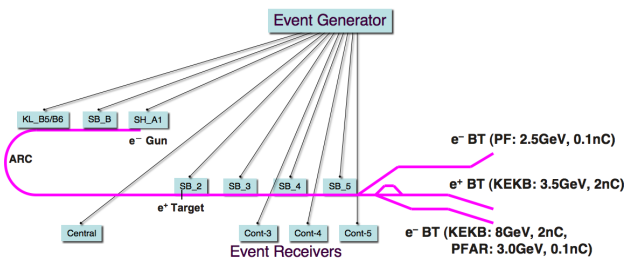 Event Generator
KL_B5/B6
SB_B
SH_A1
e⁻ Gun
ARC
e⁻ BT (PF: 2.5GeV, 0.1nC)
SB_2
SB_3
SB_4
SB_5
e⁺ BT (KEKB: 3.5GeV, 2nC)
e⁺ Target
Central
Cont-3
Cont-4
Cont-5
e⁻ BT (KEKB: 8GeV, 2nC,
PFAR: 3.0GeV, 0.1nC)
Event Receivers